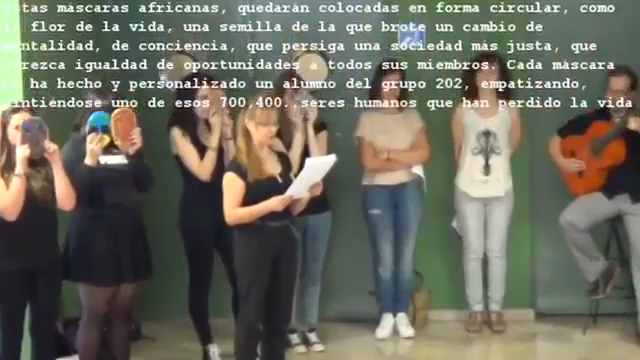 stas máscaras africanas, quedarán colocadas en forma circular, como
flor de la vida, una semilla de la que brote un cambio de
entalidad, de conciencia, que persiga una sociedad más justa, que
rezca igualdad de oportunidades a todos sus miembros. Cada máscara
ha hecho y personalizado un alumno del grupo 202, empatizando,
intiéndose uno de esos 700,400..seres humanos que han perdido la vida